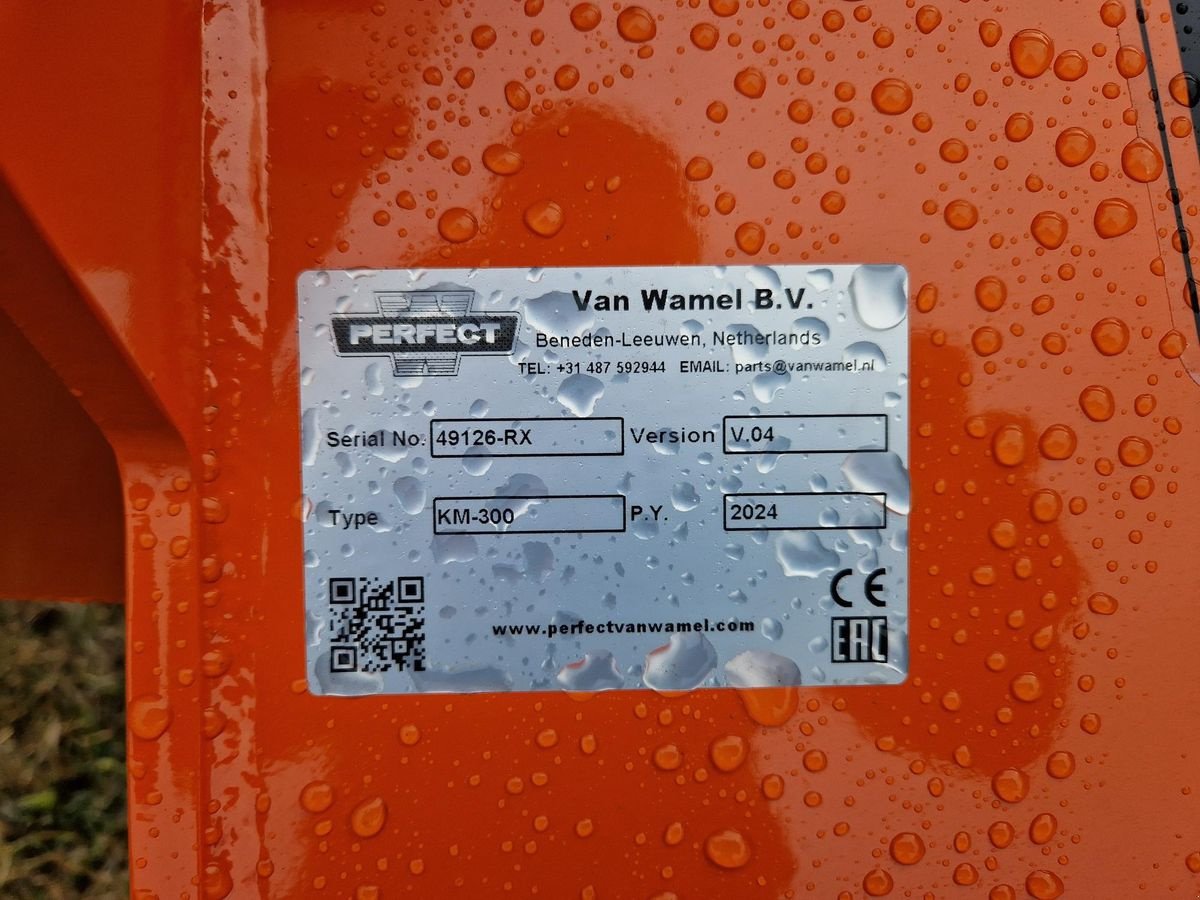 PERFECT
Van Wamel B.V.
Beneden-Leeuwen, Netherlands
TEL: +31 487 592944 EMAIL: parts@vanwamel.nl
Serial No. 49126-RX Version V.04
Type KM-300 P.Y. 2024
www.perfectvanwamel.com
CE
EAC